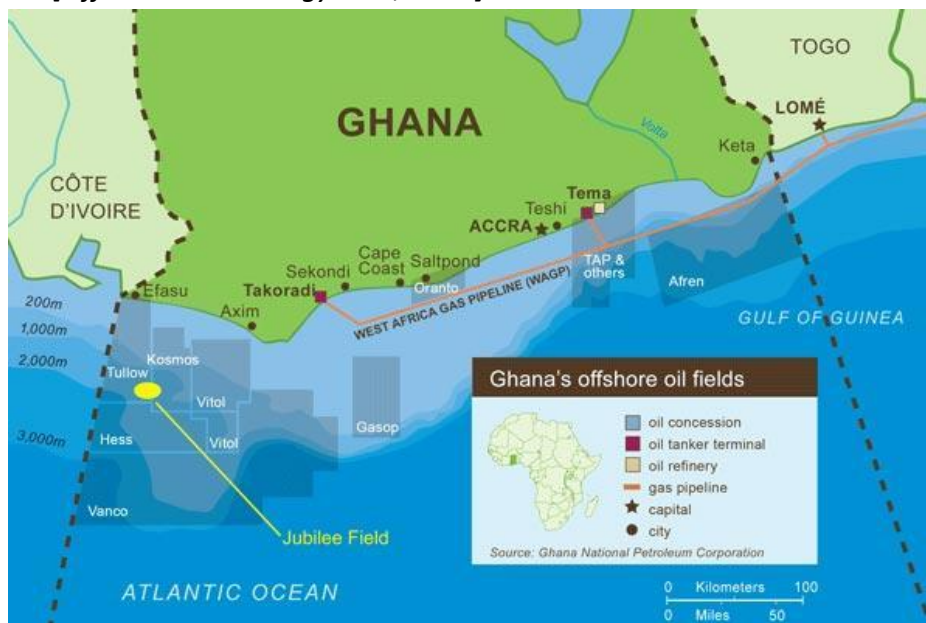 TOGO
LOMÉ
GHANA
Volta
Keta
CÔTE
D'IVOIRE
Tema
Teshi
ACCRA
Cape
Coast
Saltpond
Sekondi
Oranto
TAP &
others
Afren
Efasu
Takoradi
Axim
WEST AFRICA GAS PIPELINE (WAGP)
GULF OF GUINEA
200m
1,000m
2,000m
3,000m
Kosmos
Tullow
Vitol
Hess
Vitol
Gasop
Vanco
Jubilee Field
ATLANTIC OCEAN
Ghana's offshore oil fields
oil concession
oil tanker terminal
oil refinery
gas pipeline
capital
city
Source: Ghana National Petroleum Corporation
0 Kilometers 100
0 Miles 50